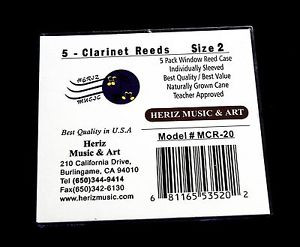 5 - Clarinet Reeds Size 2
HERIZ
MUSIC
5 Pack Window Reed Case
Individually Sleeved
Best Quality / Best Value
Naturally Grown Cane
Teacher Approved
HERIZ MUSIC & ART
Best Quality in U.S.A
Heriz
Music & Art
210 California Drive,
Burlingame, CA 94010
Tel (650)344-9414
Fax(650)342-6130
www.herizmusic.com
Model # MCR-20
6 81165 53520 2